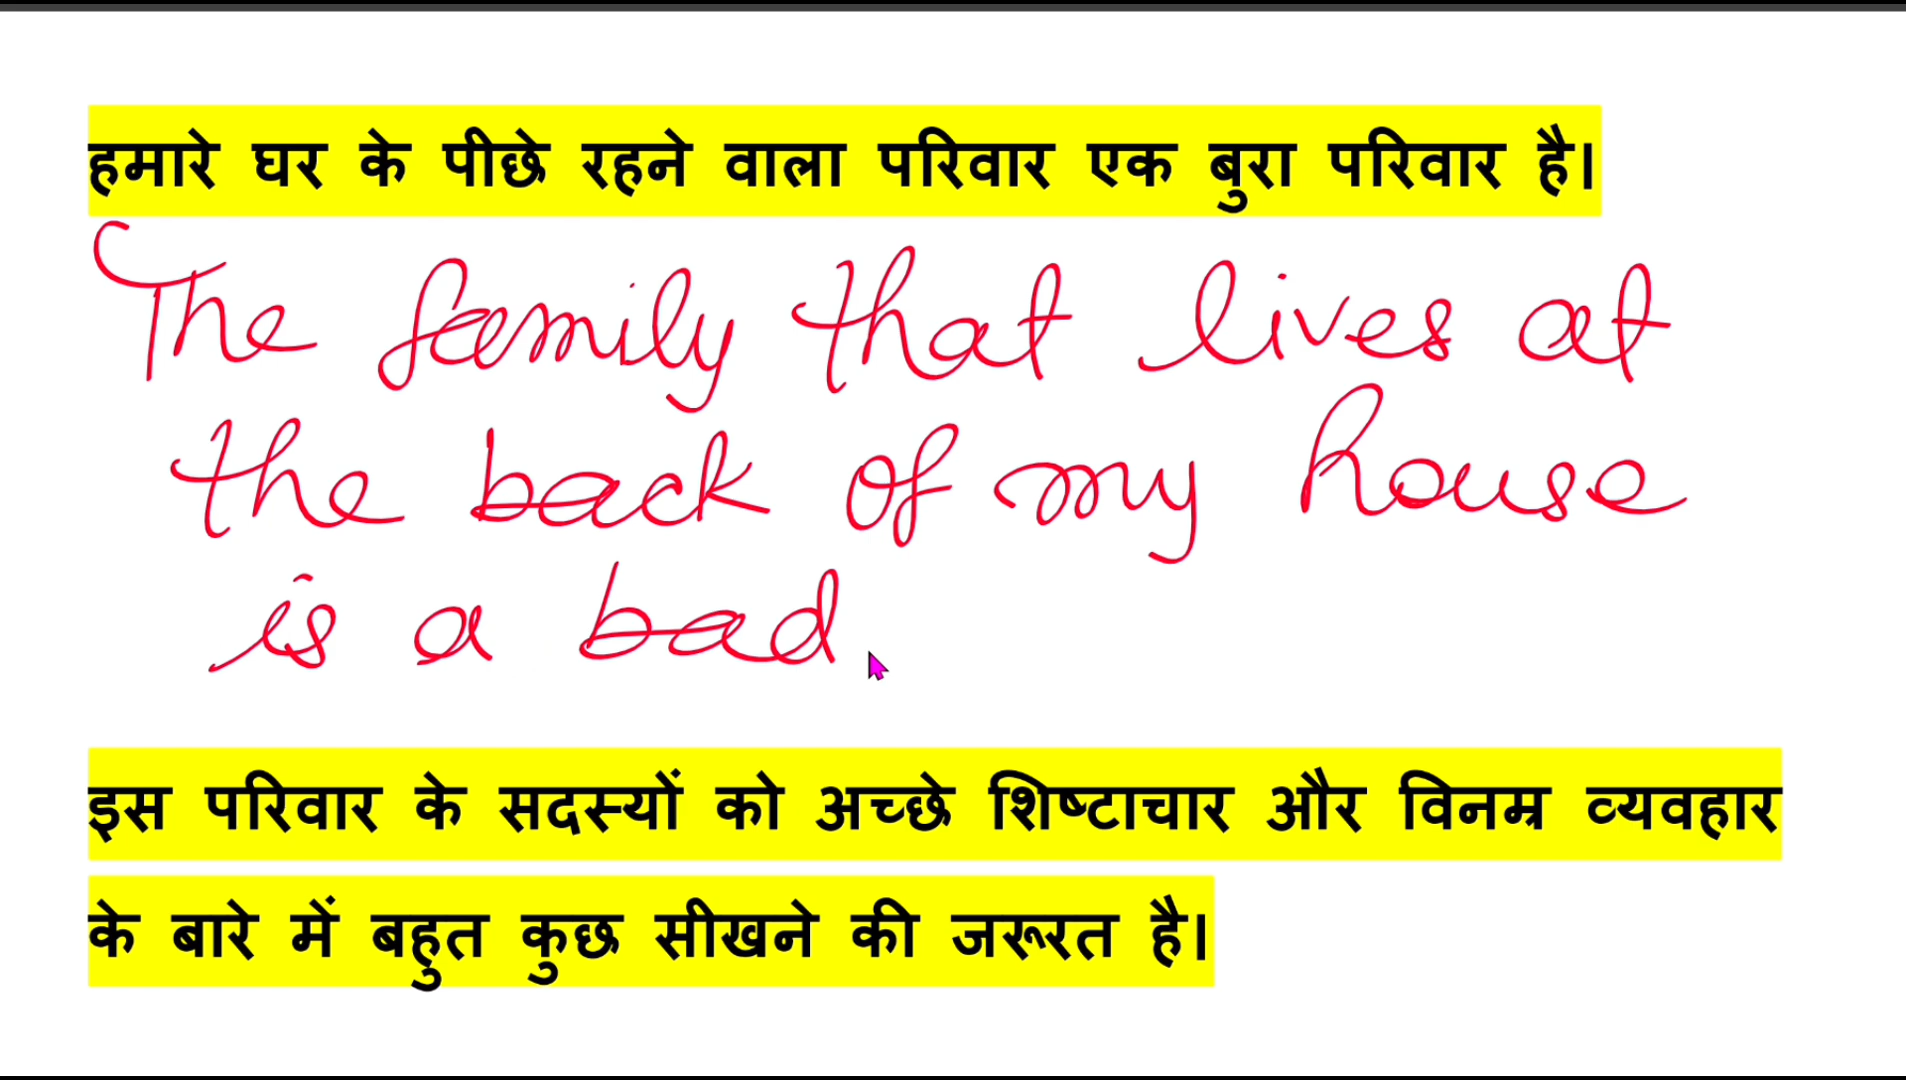 हमारे घर के पीछे रहने वाला परिवार एक बुरा परिवार है।
The family that lives at
the back of my house
is a bad
इस परिवार के सदस्यों को अच्छे शिष्टाचार और विनम्र व्यवहार
के बारे में बहुत कुछ सीखने की जरूरत है।